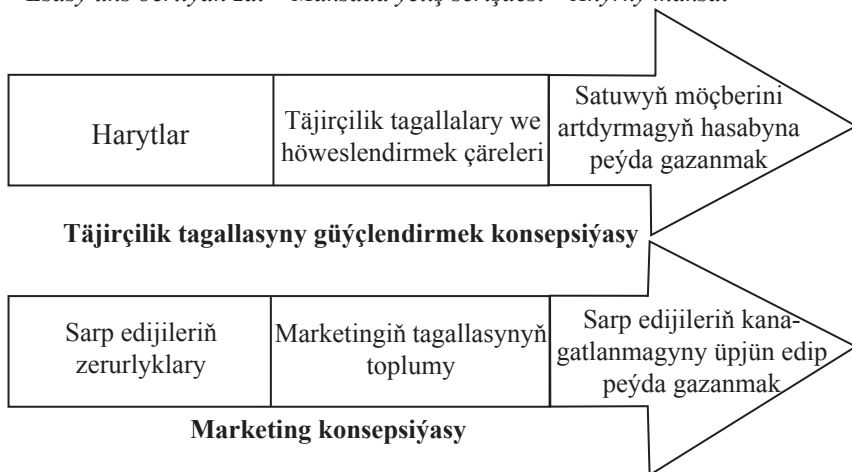 Harytlar
Täjirçilik tagallalary we
höweslendirmek çäreleri
Satuwyň möçberini
artdyrmagyň hasabyna
peýda gazanmak
Täjirçilik tagallasyny güýçlendirmek konsepsiýasy
Sarp edijileriň
zerurlyklary
Marketingiň tagallasynyň
toplumy
Sarp edijileriň kana-
gatlanmagyny üpjün edip
peýda gazanmak
Marketing konsepsiýasy